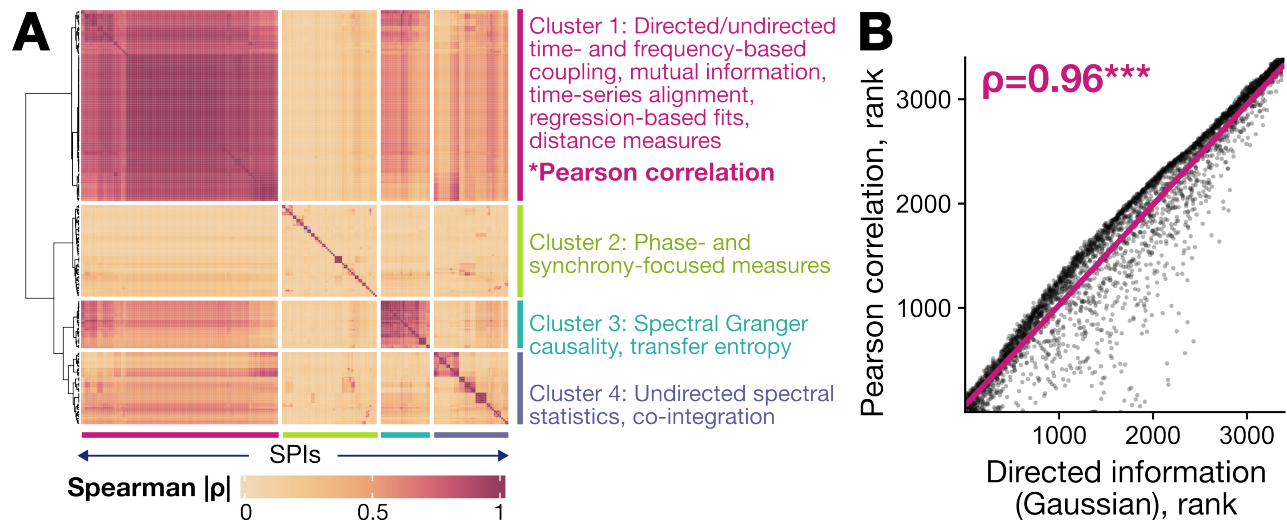 A
Cluster 1: Directed/undirected
time- and frequency-based
coupling, mutual information,
time-series alignment,
regression-based fits,
distance measures
*Pearson correlation
Cluster 2: Phase- and
synchrony-focused measures
Cluster 3: Spectral Granger
causality, transfer entropy
Cluster 4: Undirected spectral
statistics, co-integration
SPIs
Spearman |ρ|
0 0.5 1
B
ρ=0.96***
Pearson correlation, rank
3000
2000
1000
1000 2000 3000
Directed information
(Gaussian), rank